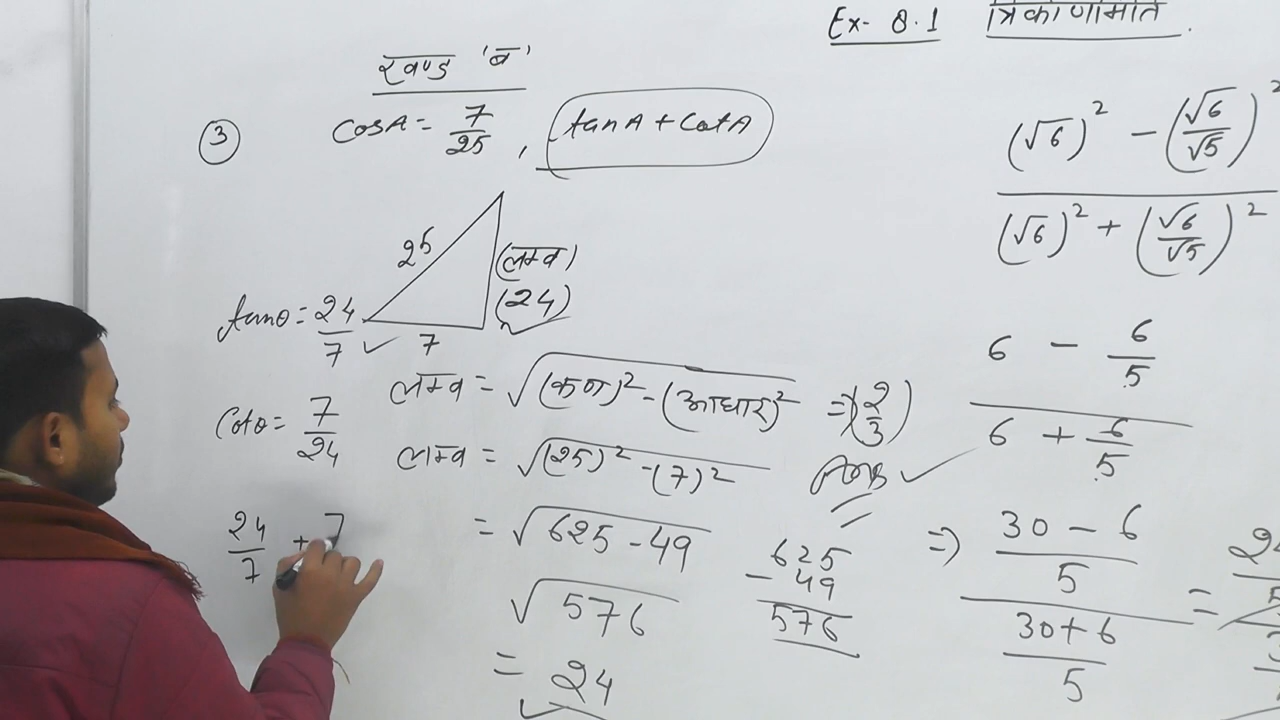 Ex- 8.1 त्रिकोणमिति.
खण्ड 'ब'
③ CosA = 7/25, tanA + CotA
25
(लम्ब)
(24)
7
tanθ = 24/7 ✓
लम्ब = √(कर्ण)² - (आधार)²
Cotθ = 7/24
लम्ब = √(25)² - (7)²
= √625 - 49
√576
= 24
24/7 + 7
625
- 49
576
(√6)² - (√6/√5)²
(√6)² + (√6/√5)²
6 - 6/5
6 + 6/5
=> (30 - 6)/5
(30 + 6)/5
=
=> (2/3)
Ans ✓